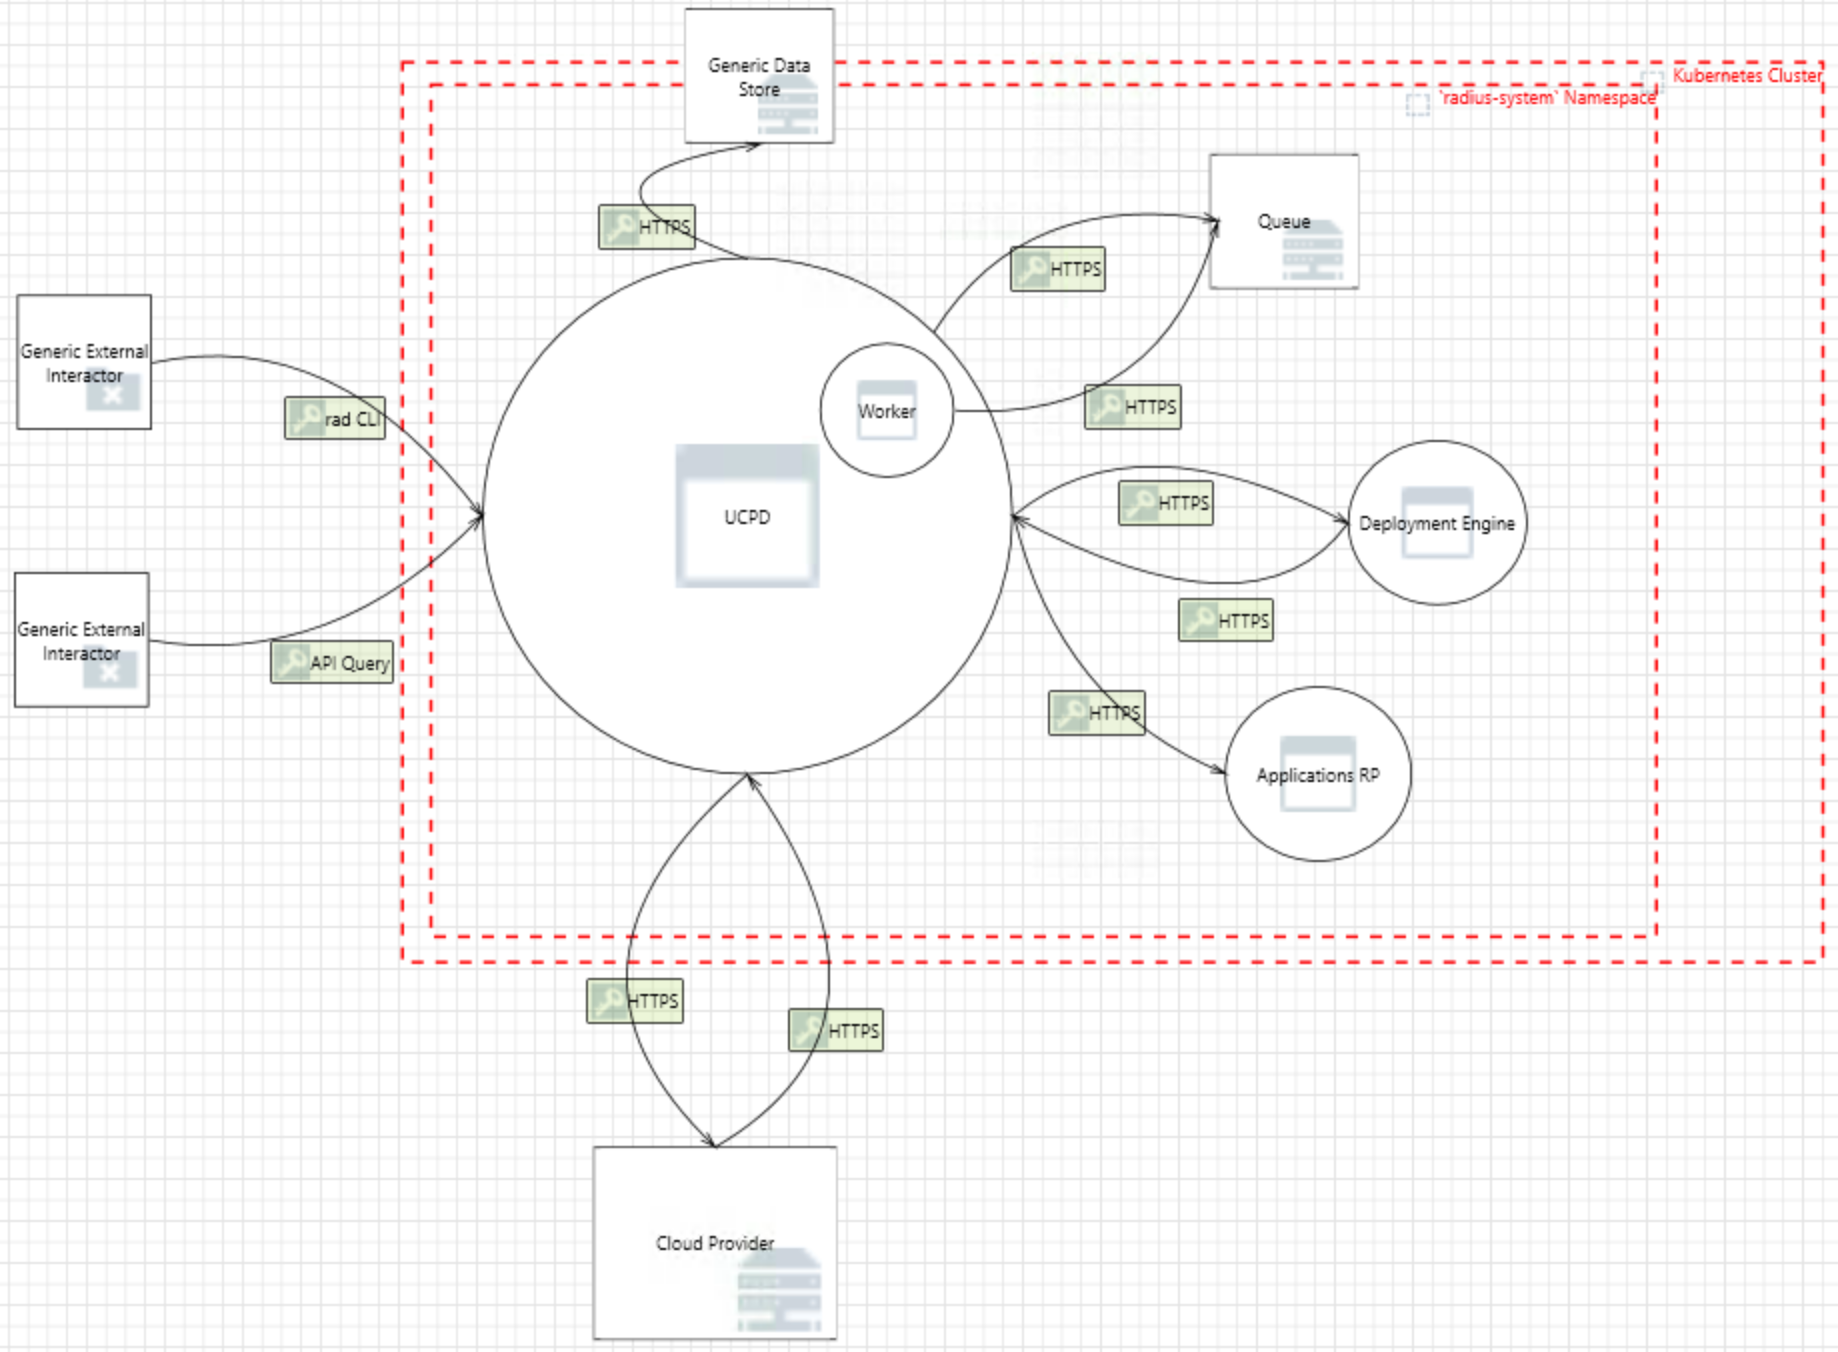 Generic Data
Store
Kubernetes Cluster
`radius-system` Namespace
HTTPS
Queue
HTTPS
Generic External
Interactor
rad CLI
Worker
HTTPS
HTTPS
UCPD
Deployment Engine
HTTPS
Generic External
Interactor
API Query
HTTPS
Applications RP
HTTPS
HTTPS
Cloud Provider